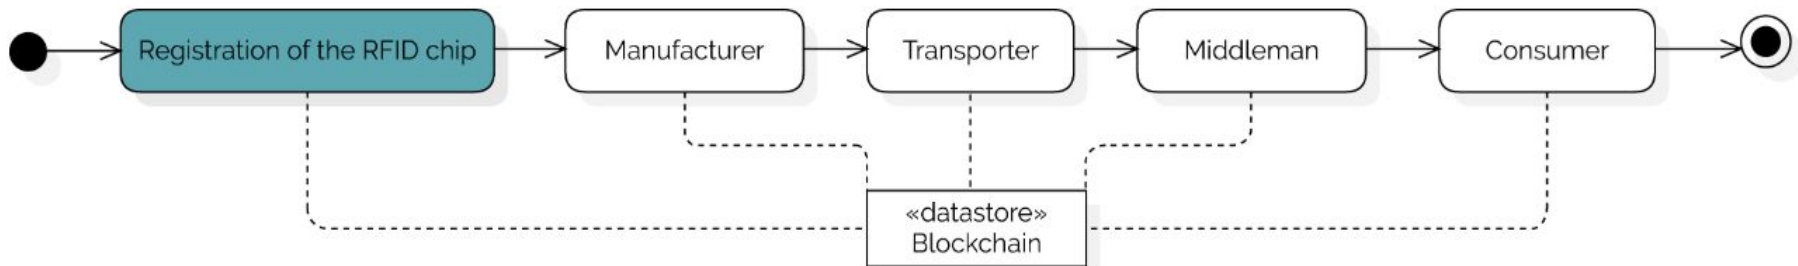 Registration of the RFID chip
Manufacturer
Transporter
Middleman
Consumer
«datastore»
Blockchain